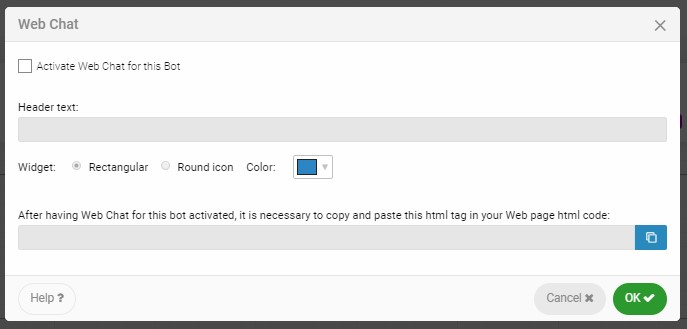 Web Chat
Activate Web Chat for this Bot
Header text:
Widget: Rectangular Round icon Color:
After having Web Chat for this bot activated, it is necessary to copy and paste this html tag in your Web page html code:
Help ? Cancel OK